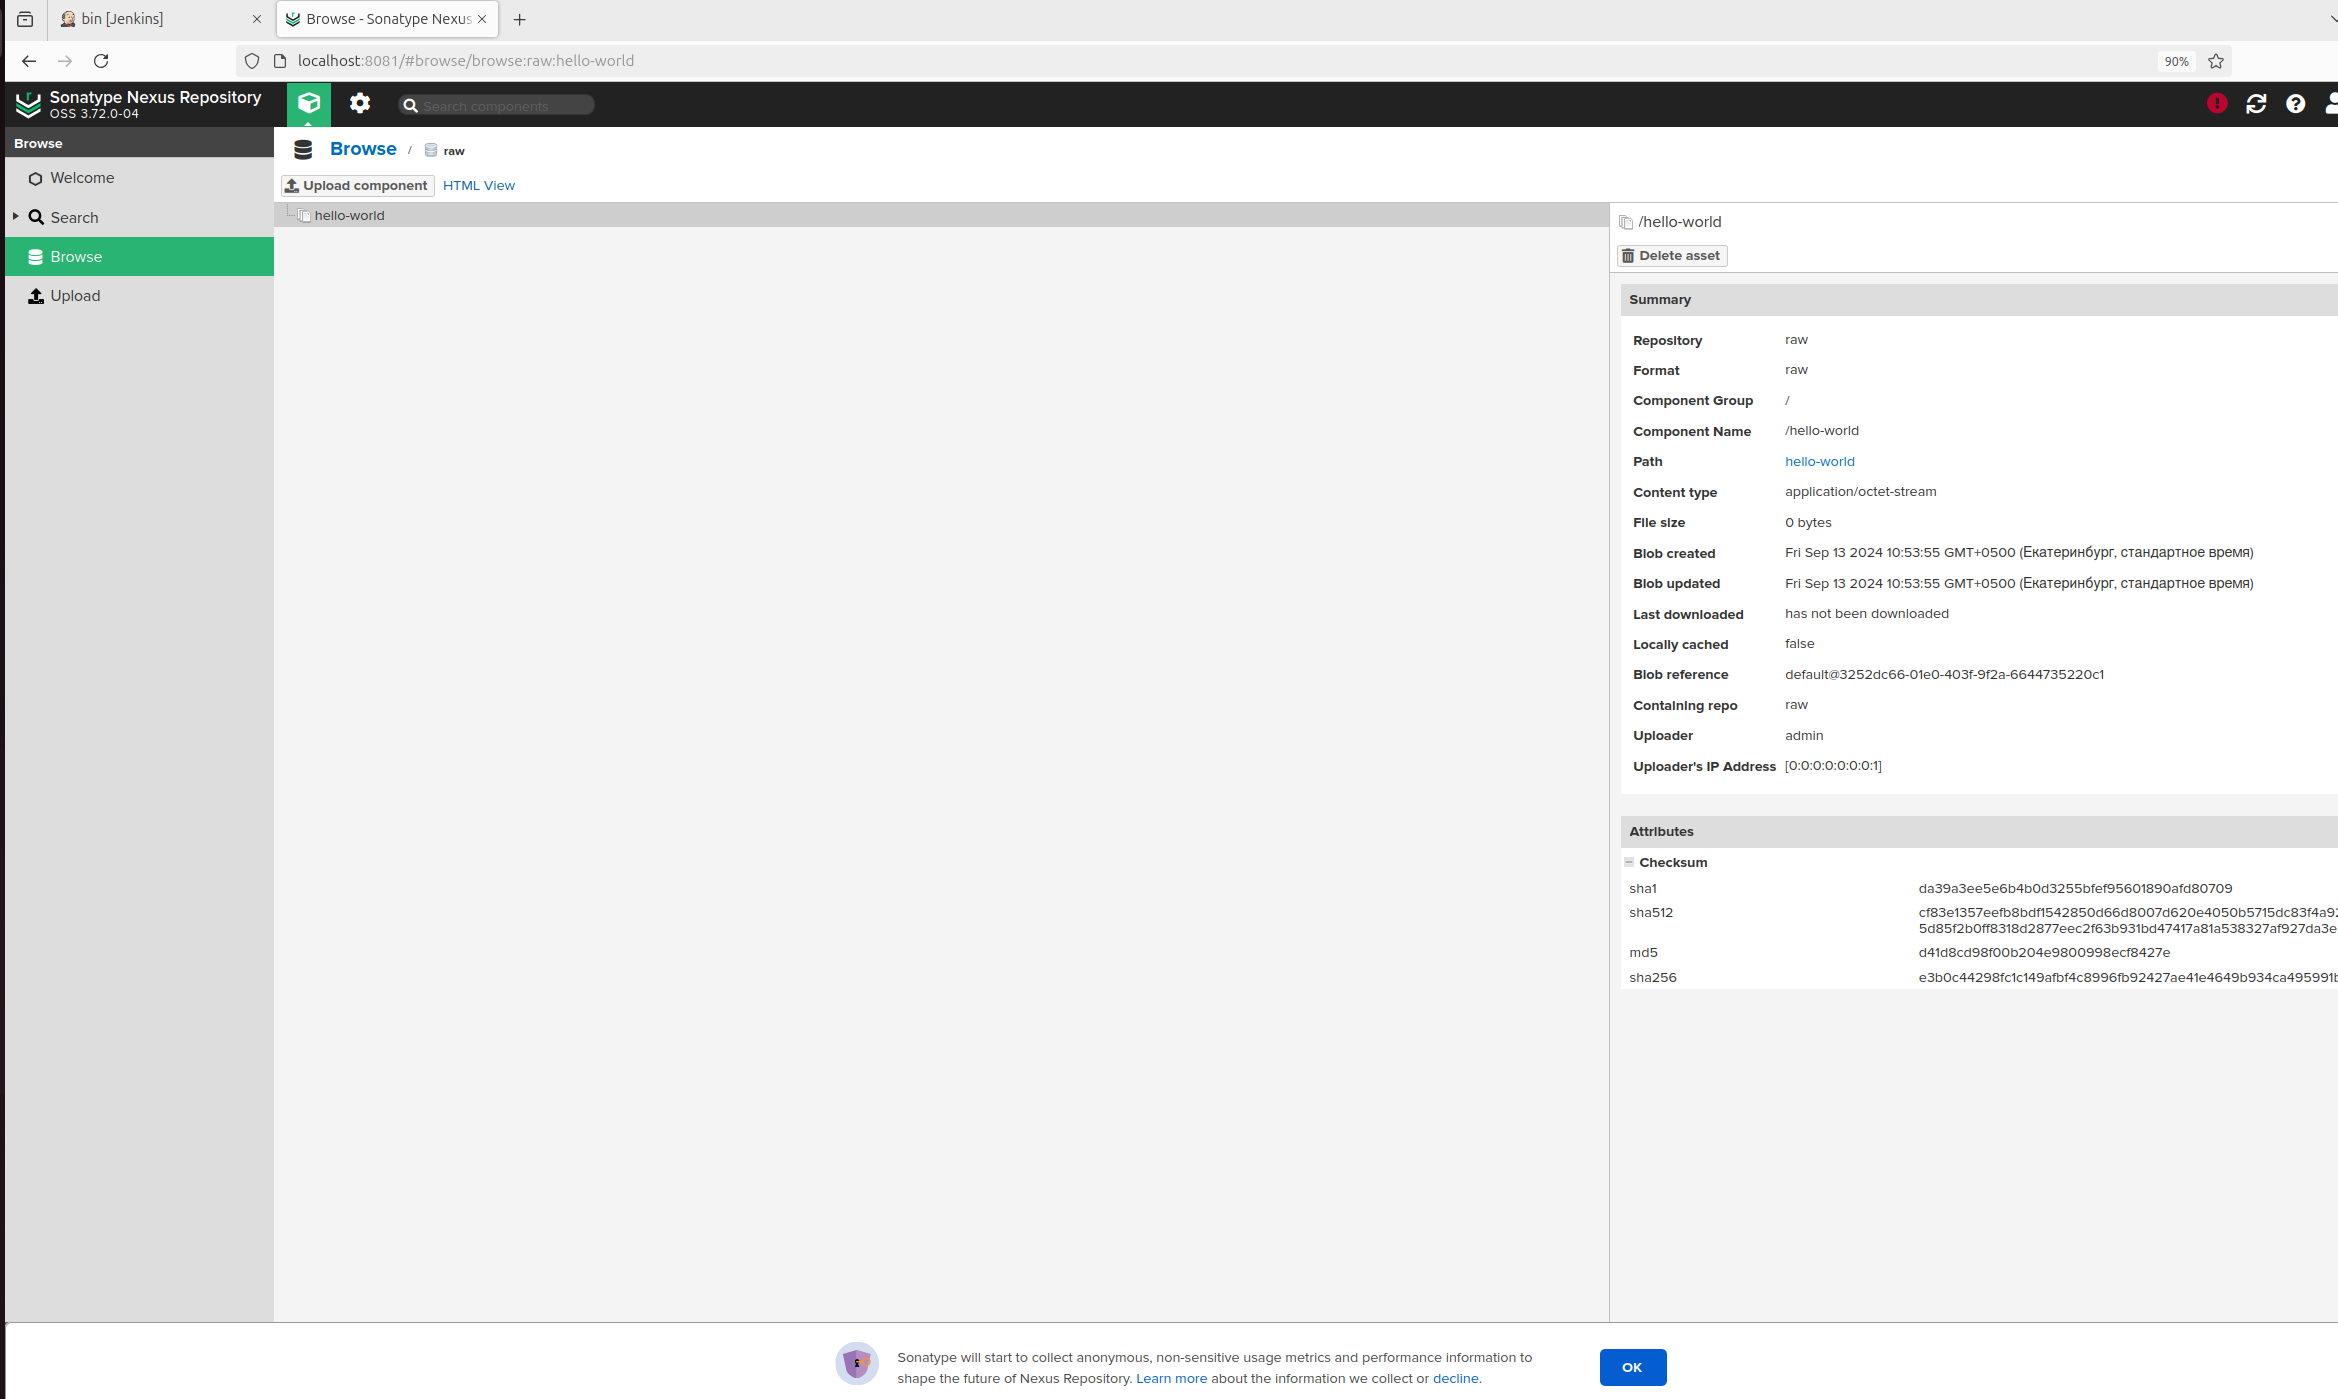 bin [Jenkins]
Browse - Sonatype Nexus
localhost:8081/#browse/browse:raw:hello-world
90%
Sonatype Nexus Repository
OSS 3.72.0-04
Search components
Browse
Welcome
Search
Browse
Upload
Browse / raw
Upload component HTML View
hello-world
/hello-world
Delete asset
Summary
Repository raw
Format raw
Component Group /
Component Name /hello-world
Path hello-world
Content type application/octet-stream
File size 0 bytes
Blob created Fri Sep 13 2024 10:53:55 GMT+0500 (Екатеринбург, стандартное время)
Blob updated Fri Sep 13 2024 10:53:55 GMT+0500 (Екатеринбург, стандартное время)
Last downloaded has not been downloaded
Locally cached false
Blob reference default@3252dc66-01e0-403f-9f2a-6644735220c1
Containing repo raw
Uploader admin
Uploader's IP Address [0:0:0:0:0:0:0:1]
Attributes
Checksum
sha1 da39a3ee5e6b4b0d3255bfef95601890afd80709
sha512 cf83e1357eefb8bdf1542850d66d8007d620e4050b5715dc83f4a92
5d85f2b0ff8318d2877eec2f63b931bd47417a81a538327af927da3e
md5 d41d8cd98f00b204e9800998ecf8427e
sha256 e3b0c44298fc1c149afbf4c8996fb92427ae41e4649b934ca495991b
Sonatype will start to collect anonymous, non-sensitive usage metrics and performance information to
shape the future of Nexus Repository. Learn more about the information we collect or decline.
OK